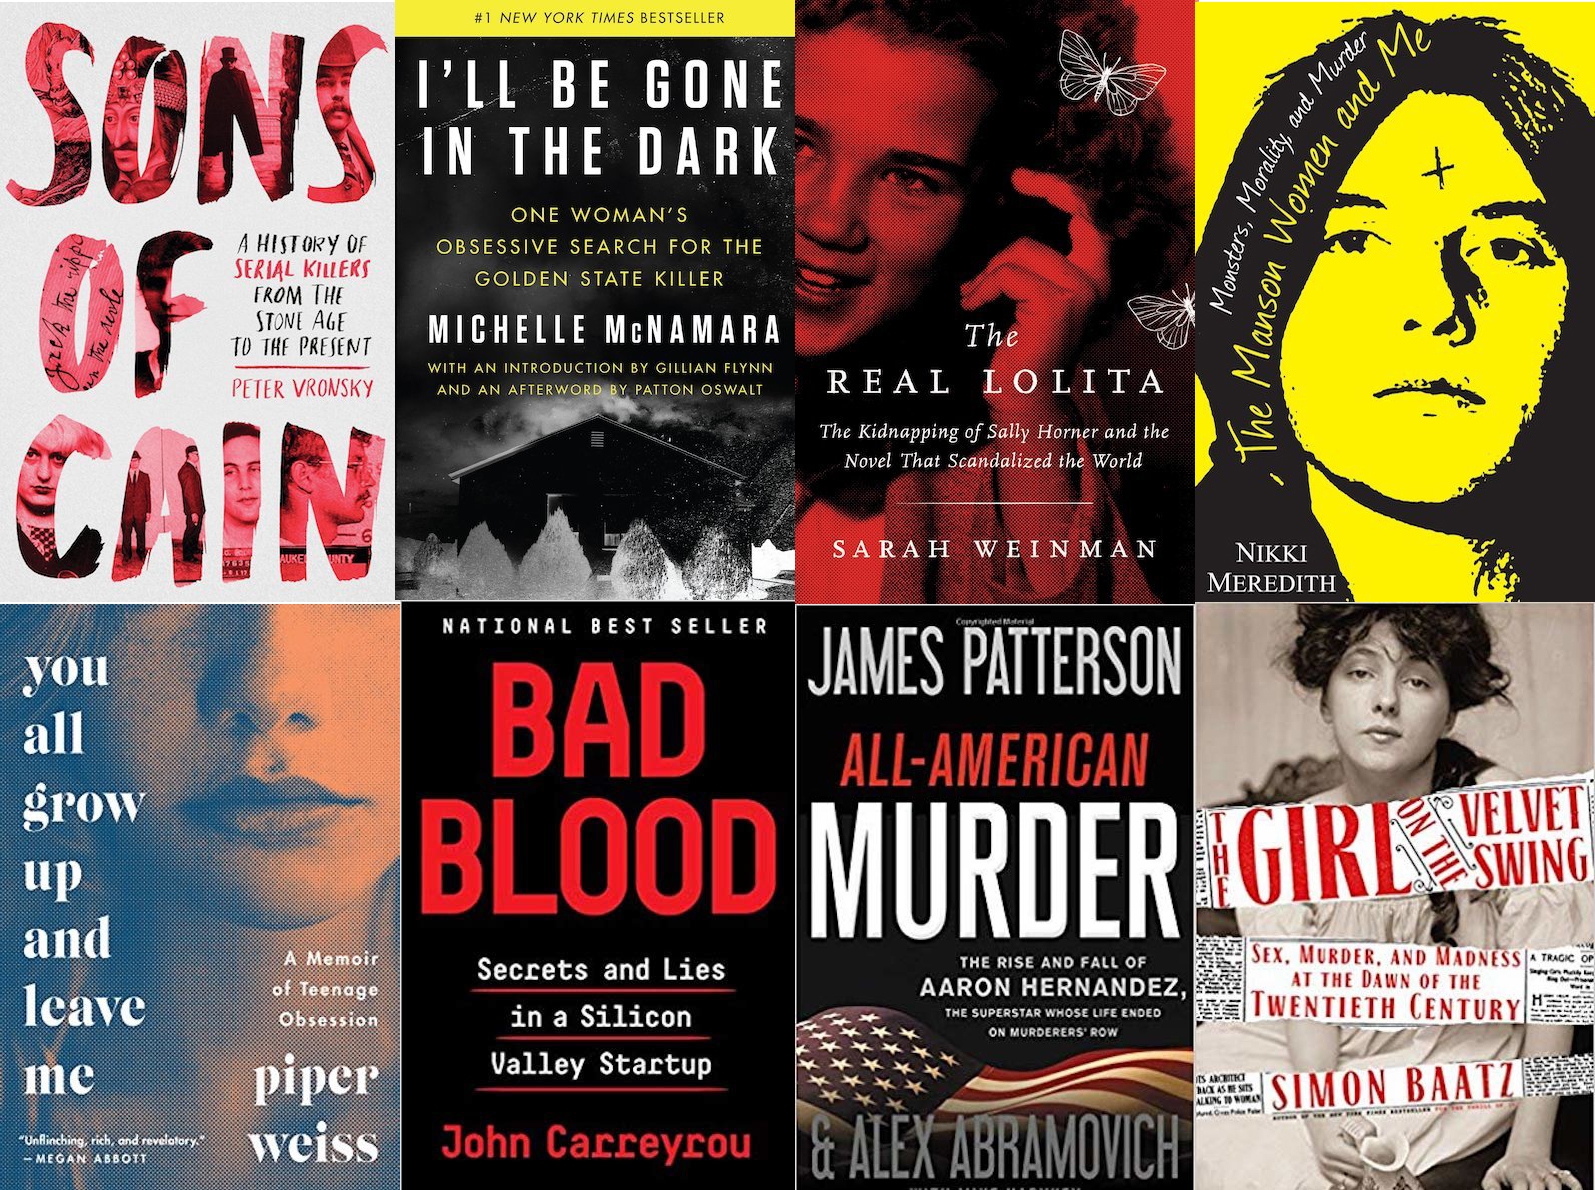 SONS
OF
CAIN
A HISTORY OF
SERIAL KILLERS
FROM THE
STONE AGE
TO THE PRESENT
PETER VRONSKY
#1 NEW YORK TIMES BESTSELLER
I'LL BE GONE
IN THE DARK
ONE WOMAN'S
OBSESSIVE SEARCH FOR THE
GOLDEN STATE KILLER
MICHELLE McNAMARA
WITH AN INTRODUCTION BY GILLIAN FLYNN
AND AN AFTERWORD BY PATTON OSWALT
The
REAL LOLITA
The Kidnapping of Sally Horner and the
Novel That Scandalized the World
SARAH WEINMAN
Monsters, Morality, and Murder
The Manson Women and Me
NIKKI
MEREDITH
you
all
grow
up
and
leave
me
A Memoir
of Teenage
Obsession
piper
weiss
"Unflinching, rich, and revelatory."
—MEGAN ABBOTT
NATIONAL BEST SELLER
BAD
BLOOD
Secrets and Lies
in a Silicon
Valley Startup
John Carreyrou
Copyrighted Material
JAMES PATTERSON
ALL-AMERICAN
MURDER
THE RISE AND FALL OF
AARON HERNANDEZ,
THE SUPERSTAR WHOSE LIFE ENDED
ON MURDERERS' ROW
& ALEX ABRAMOVICH
THE GIRL ON THE VELVET
SWING
SEX, MURDER, AND MADNESS
AT THE DAWN OF THE
TWENTIETH CENTURY
A TRAGIC OP
SIMON BAATZ